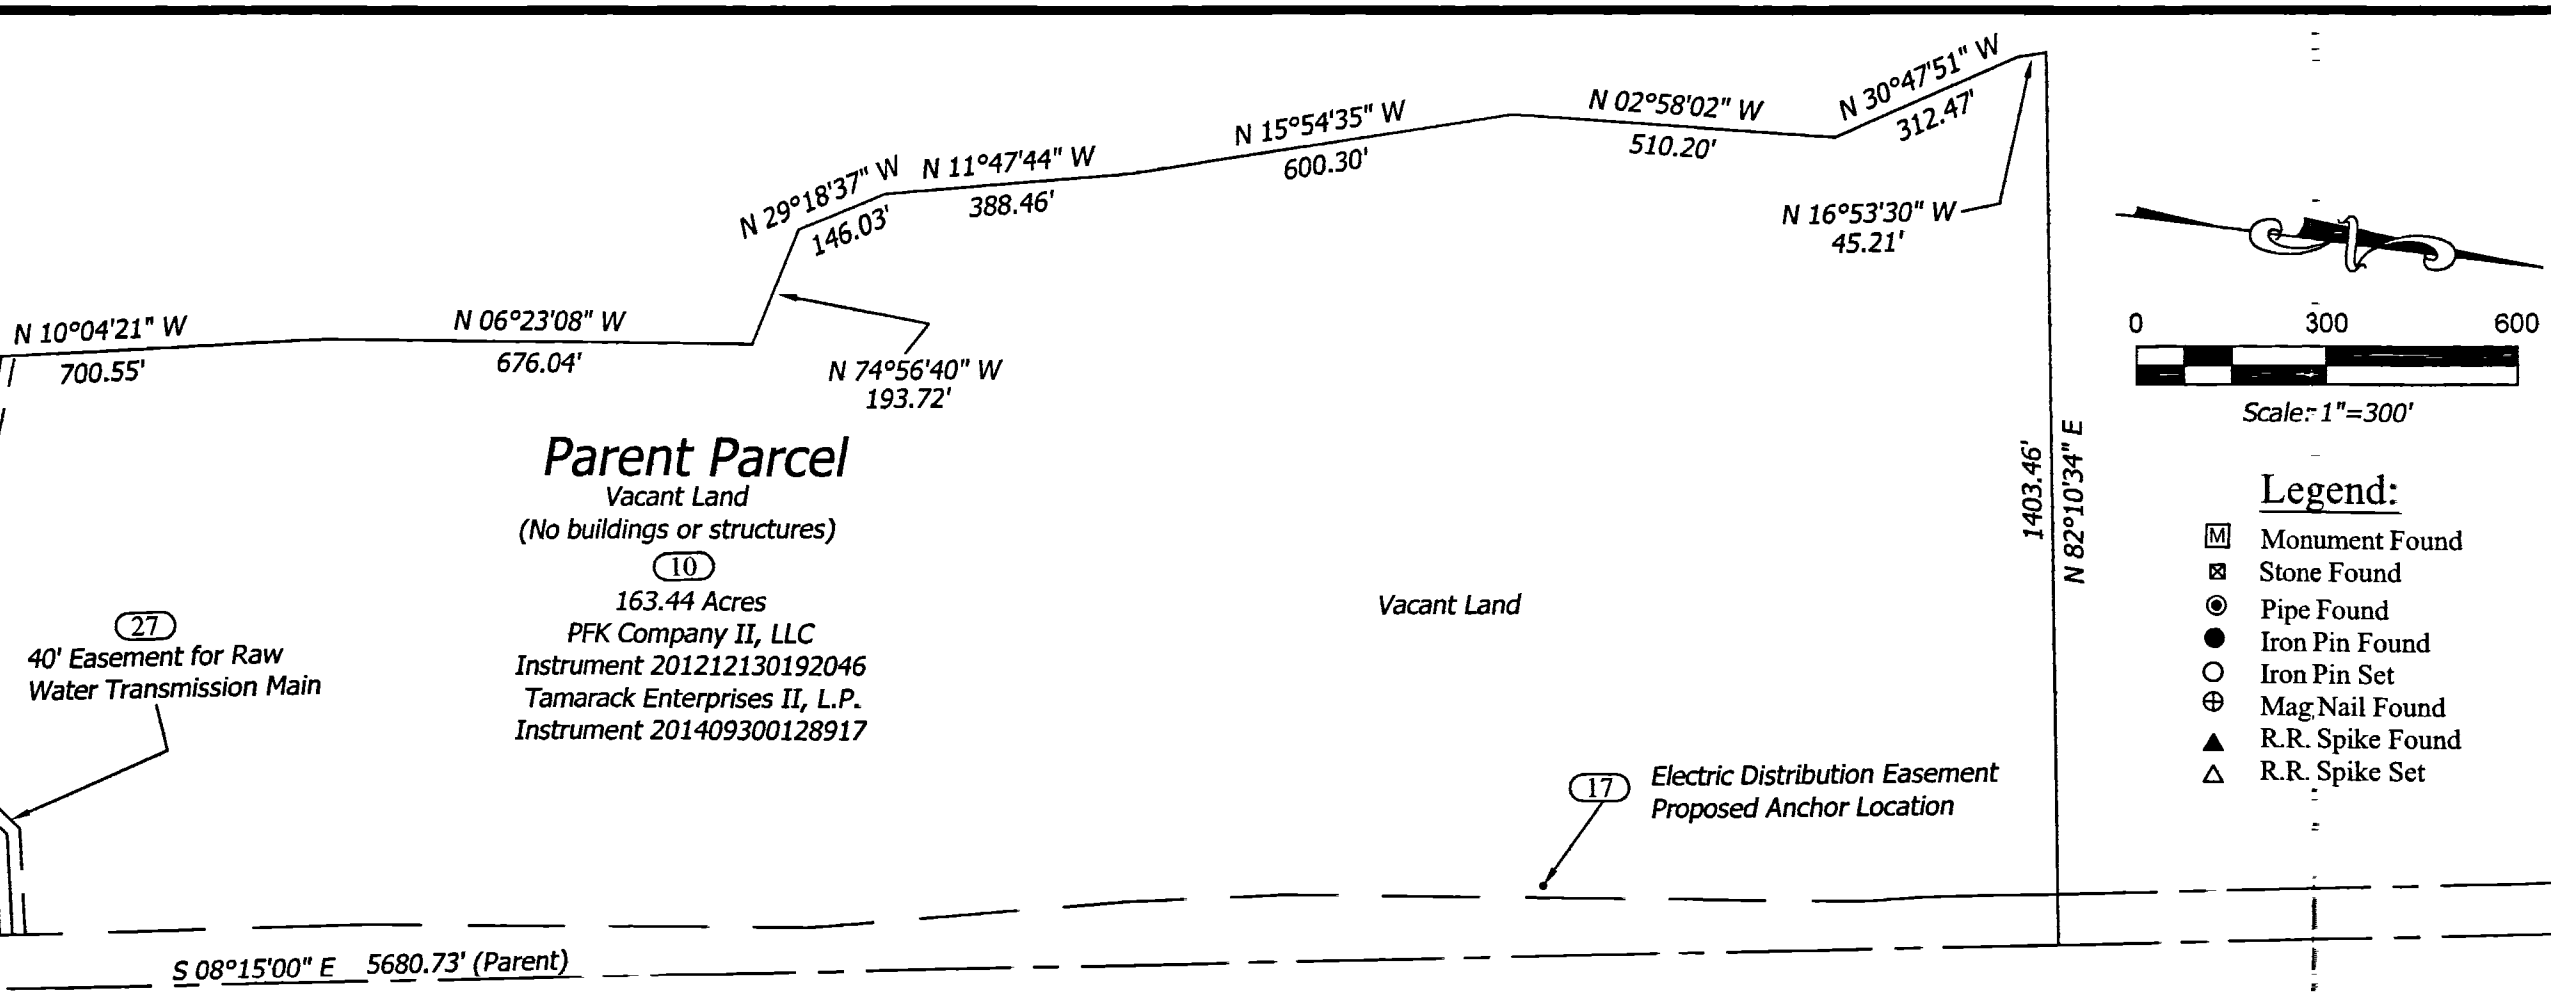 N 30°47'51" W
312.47'
N 02°58'02" W
510.20'
N 15°54'35" W
600.30'
N 11°47'44" W
388.46'
N 29°18'37" W
146.03'
N 16°53'30" W
45.21'
N 10°04'21" W
700.55'
N 06°23'08" W
676.04'
N 74°56'40" W
193.72'
0 300 600
Scale: 1"=300'
Parent Parcel
Vacant Land
(No buildings or structures)
10
163.44 Acres
PFK Company II, LLC
Instrument 201212130192046
Tamarack Enterprises II, L.P.
Instrument 201409300128917
1403.46'
N 82°10'34" E
Legend:
M Monument Found
Stone Found
Pipe Found
Iron Pin Found
Iron Pin Set
Mag Nail Found
R.R. Spike Found
R.R. Spike Set
Vacant Land
27
40' Easement for Raw
Water Transmission Main
17
Electric Distribution Easement
Proposed Anchor Location
S 08°15'00" E 5680.73' (Parent)